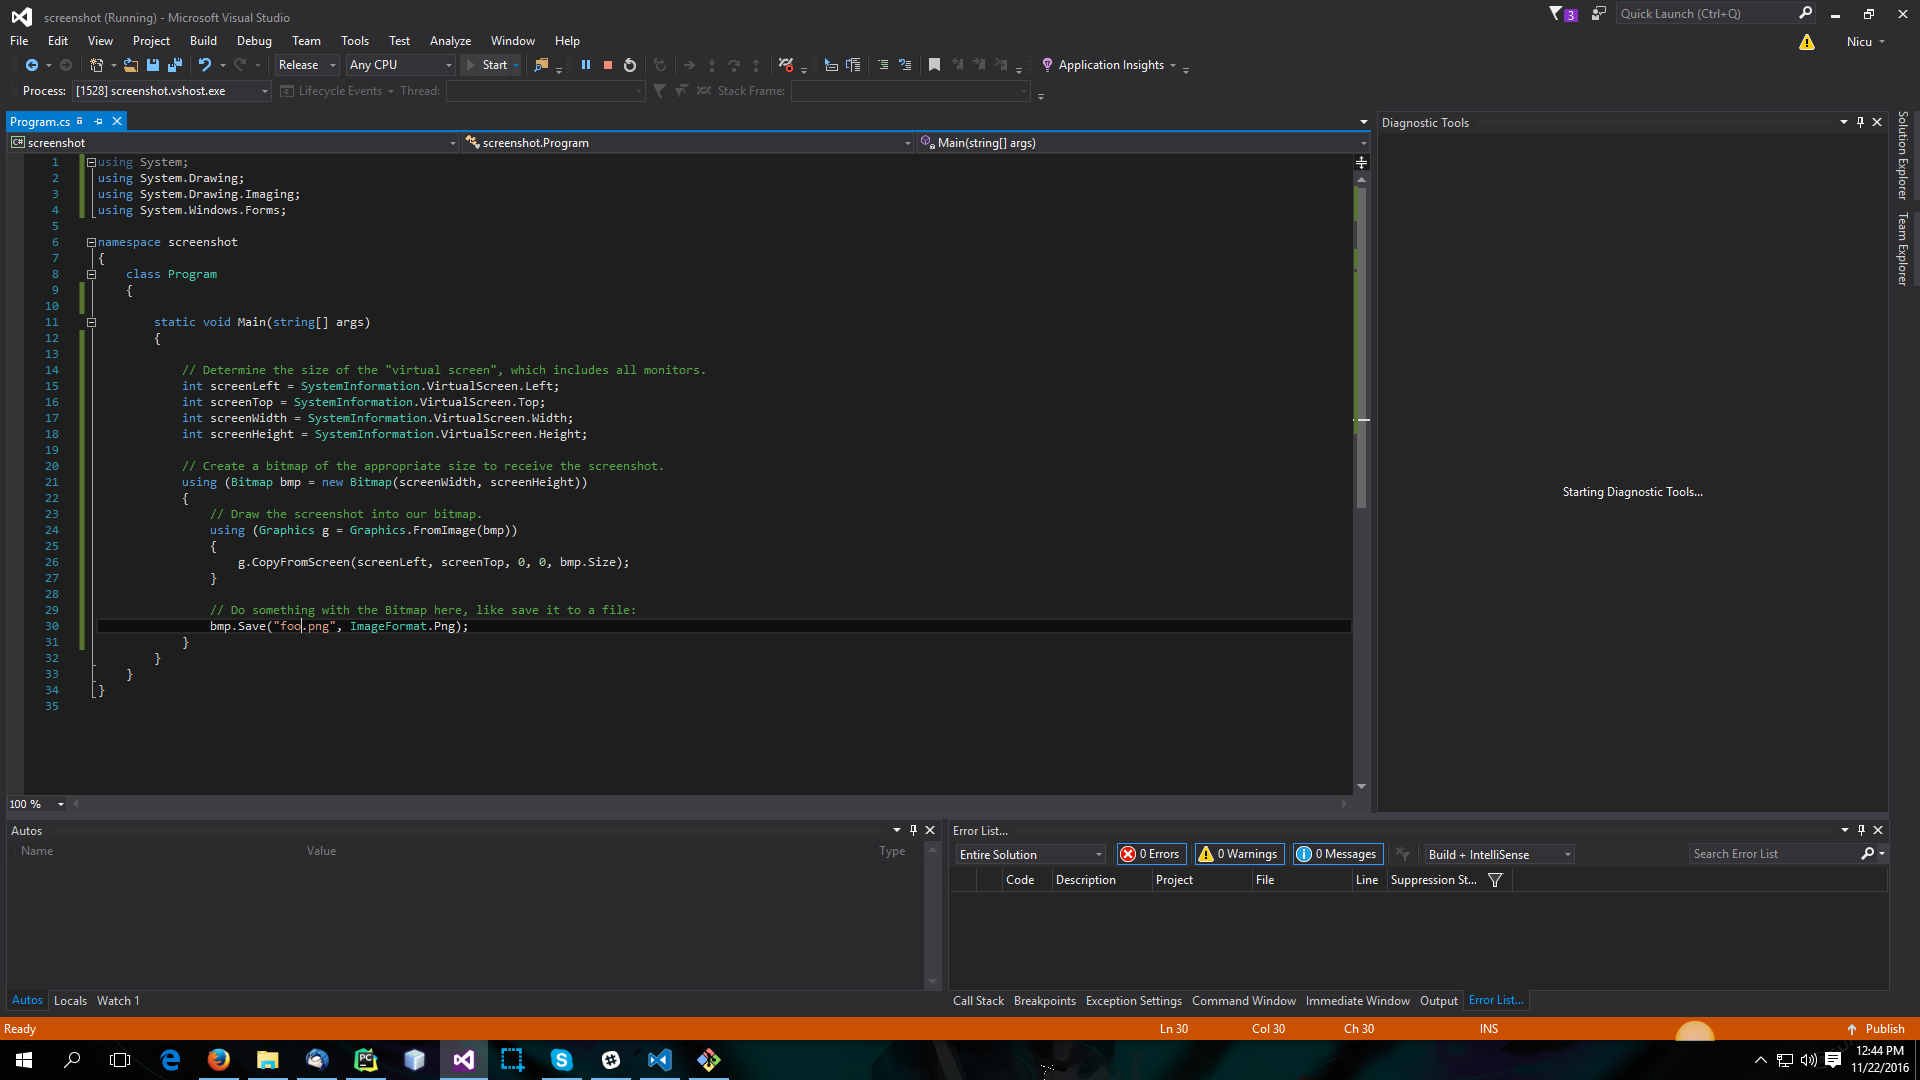 screenshot (Running) - Microsoft Visual Studio
3
Quick Launch (Ctrl+Q)
File Edit View Project Build Debug Team Tools Test Analyze Window Help
Nicu
Release Any CPU Start Application Insights
Process: [1528] screenshot.vshost.exe Lifecycle Events Thread: Stack Frame:
Program.cs
screenshot screenshot.Program Main(string[] args)
1 using System;
2 using System.Drawing;
3 using System.Drawing.Imaging;
4 using System.Windows.Forms;
5
6 namespace screenshot
7 {
8 class Program
9 {
10
11 static void Main(string[] args)
12 {
13
14 // Determine the size of the "virtual screen", which includes all monitors.
15 int screenLeft = SystemInformation.VirtualScreen.Left;
16 int screenTop = SystemInformation.VirtualScreen.Top;
17 int screenWidth = SystemInformation.VirtualScreen.Width;
18 int screenHeight = SystemInformation.VirtualScreen.Height;
19
20 // Create a bitmap of the appropriate size to receive the screenshot.
21 using (Bitmap bmp = new Bitmap(screenWidth, screenHeight))
22 {
23 // Draw the screenshot into our bitmap.
24 using (Graphics g = Graphics.FromImage(bmp))
25 {
26 g.CopyFromScreen(screenLeft, screenTop, 0, 0, bmp.Size);
27 }
28
29 // Do something with the Bitmap here, like save it to a file:
30 bmp.Save("foo.png", ImageFormat.Png);
31 }
32 }
33 }
34 }
35
100 %
Diagnostic Tools
Starting Diagnostic Tools...
Solution Explorer
Team Explorer
Autos
Name Value Type
Autos Locals Watch 1
Error List...
Entire Solution 0 Errors 0 Warnings 0 Messages Build + IntelliSense Search Error List
Code Description Project File Line Suppression St...
Call Stack Breakpoints Exception Settings Command Window Immediate Window Output Error List...
Ready Ln 30 Col 30 Ch 30 INS Publish
12:44 PM
11/22/2016